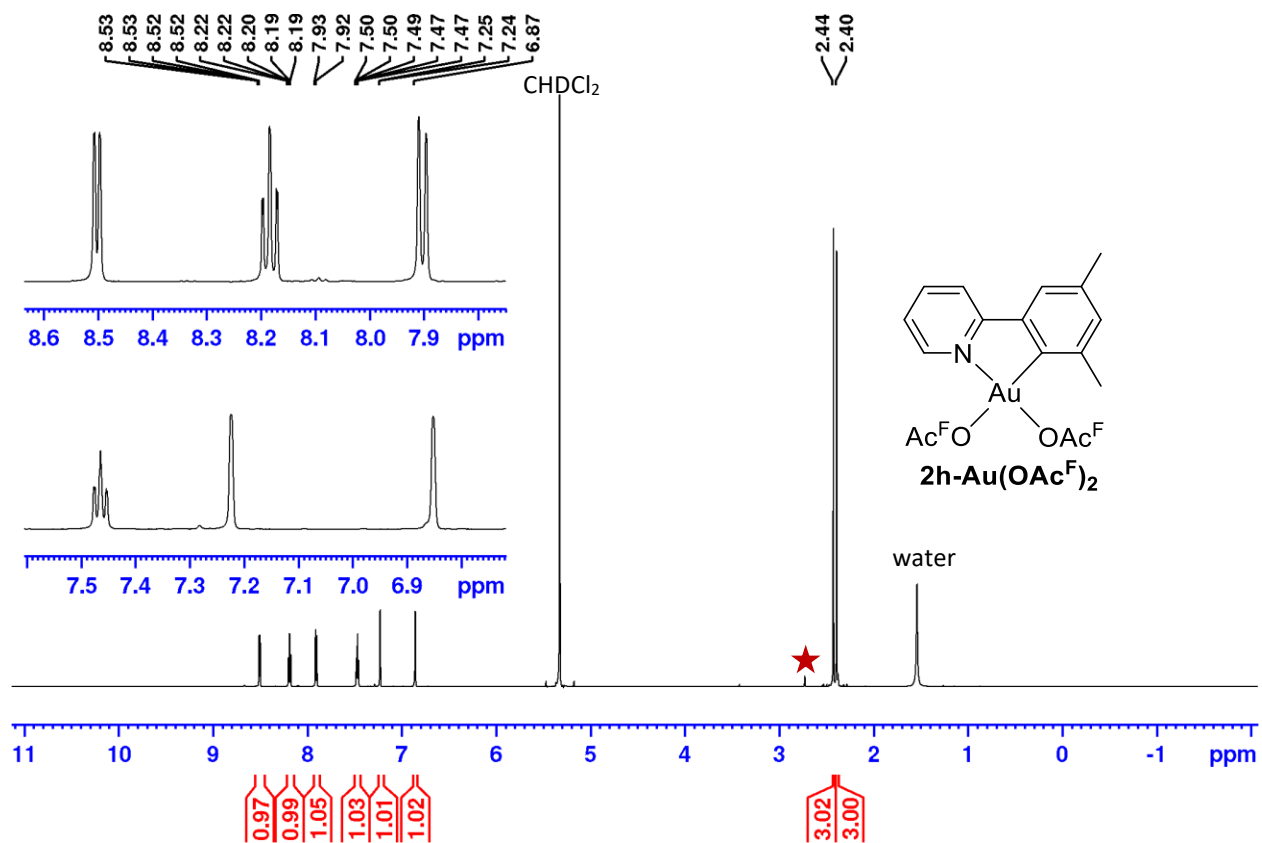 8.53 8.53 8.52 8.52 8.22 8.22 8.20 8.19 8.19 7.93 7.92 7.50 7.50 7.49 7.47 7.47 7.25 7.24 6.87 2.44 2.40
CHDCl₂
8.6 8.5 8.4 8.3 8.2 8.1 8.0 7.9 ppm
N
Au
AcᶠO OAcᶠ
2h-Au(OAcᶠ)₂
7.5 7.4 7.3 7.2 7.1 7.0 6.9 ppm
water
11 10 9 8 7 6 5 4 3 2 1 0 -1 ppm
0.97 0.99 1.05 1.03 1.01 1.02 3.02 3.00